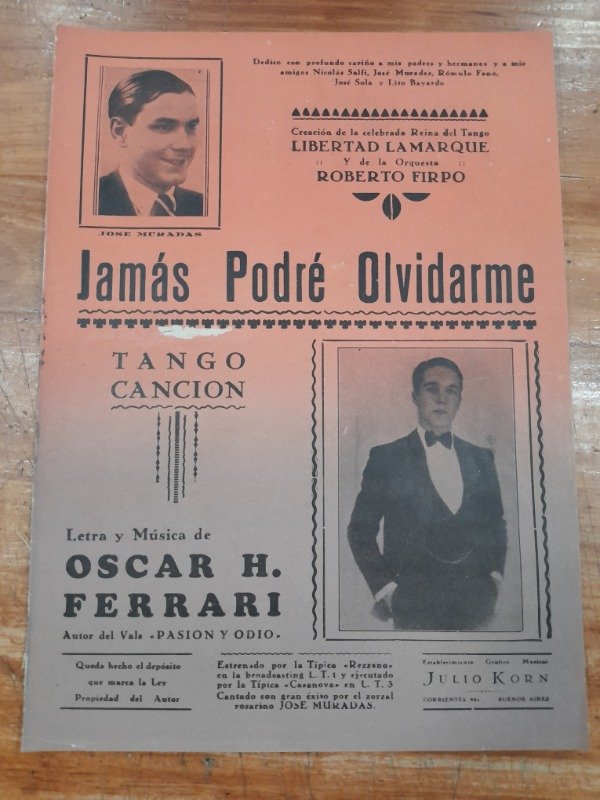 Dedico con profundo cariño a mis padres y hermanos y a mis
amigos Nicolás Salfi, José Muradas, Rómulo Fano,
José Sola y Lito Bayardo
JOSE MURADAS
Creación de la celebrada Reina del Tango
LIBERTAD LAMARQUE
:: Y de la Orquesta ::
ROBERTO FIRPO
Jamás Podré Olvidarme
TANGO
CANCION
Letra y Música de
OSCAR H.
FERRARI
Autor del Vals «PASION Y ODIO»
Queda hecho el depósito
que marca la Ley
Propiedad del Autor
Estrenado por la Típica «Rezzano»
en la broadcasting L. T. 1 y ejecutado
por la Típica «Casanova» en L. T. 3
Cantado con gran éxito por el zorzal
rosarino JOSE MURADAS.
Establecimiento Gráfico Musical
JULIO KORN
CORRIENTES BUENOS AIRES